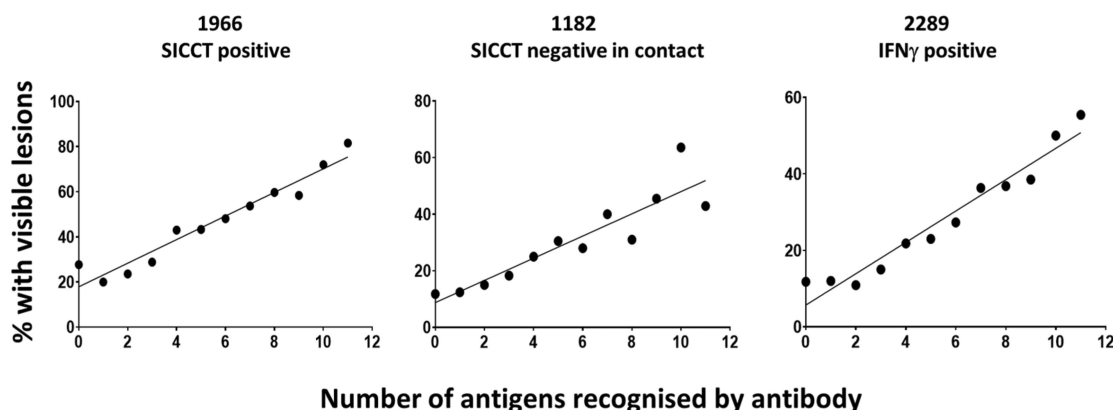 1966
SICCT positive
1182
SICCT negative in contact
2289
IFNγ positive
% with visible lesions
100
80
60
40
20
0
0 2 4 6 8 10 12
80
60
40
20
0
0 2 4 6 8 10 12
60
40
20
0
0 2 4 6 8 10 12
Number of antigens recognised by antibody